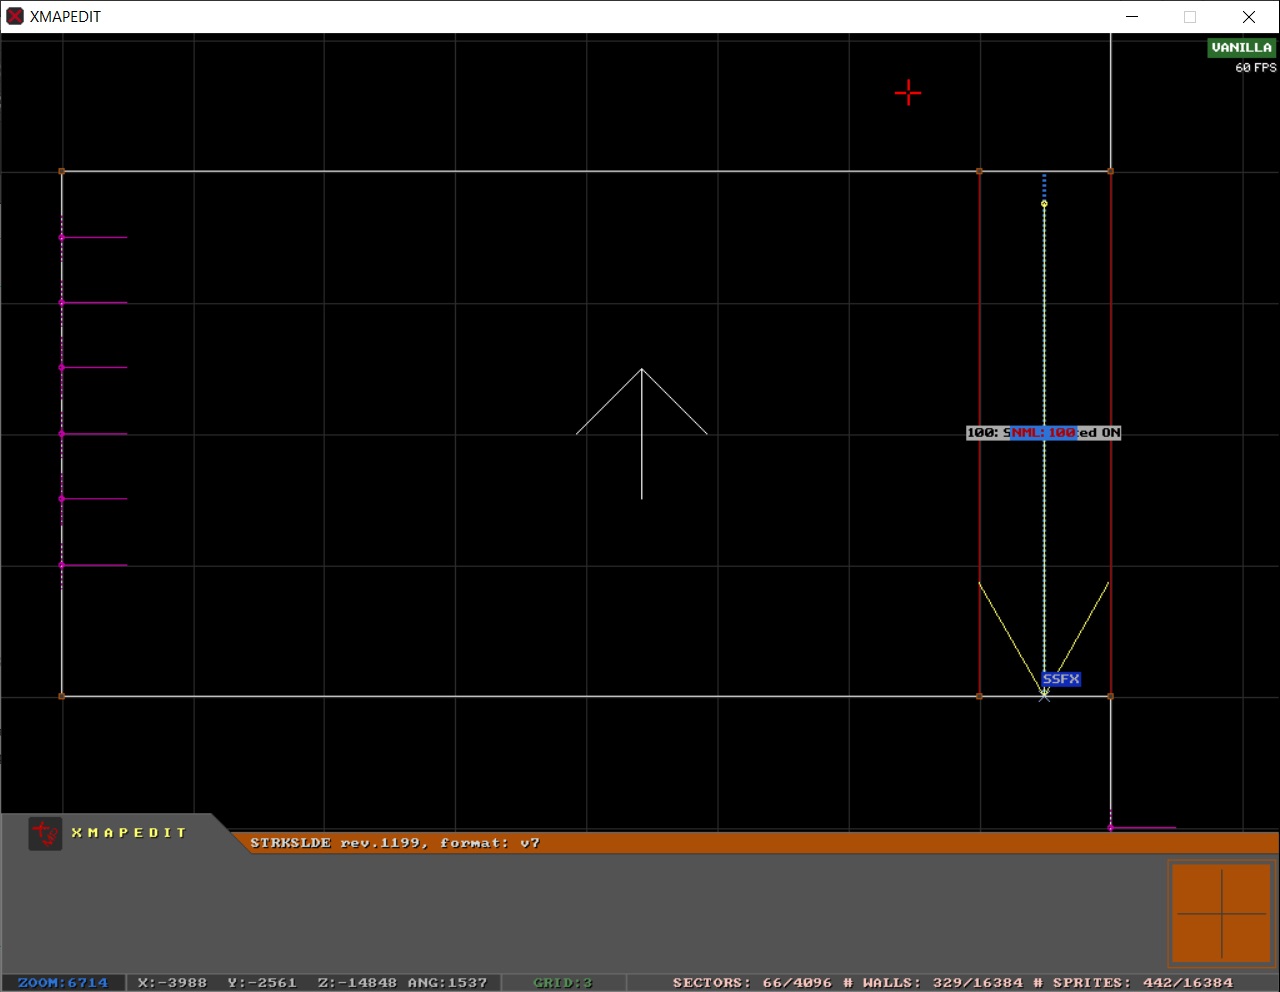 XMAPEDIT
VANILLA
60 FPS
100: S NML: 100 ed ON
SSFX
XMAPEDIT
STRKSLDE rev.1199, format: v7
ZOOM:6714 X:-3988 Y:-2561 Z:-14848 ANG:1537 GRID:3 SECTORS: 66/4096 # WALLS: 329/16384 # SPRITES: 442/16384